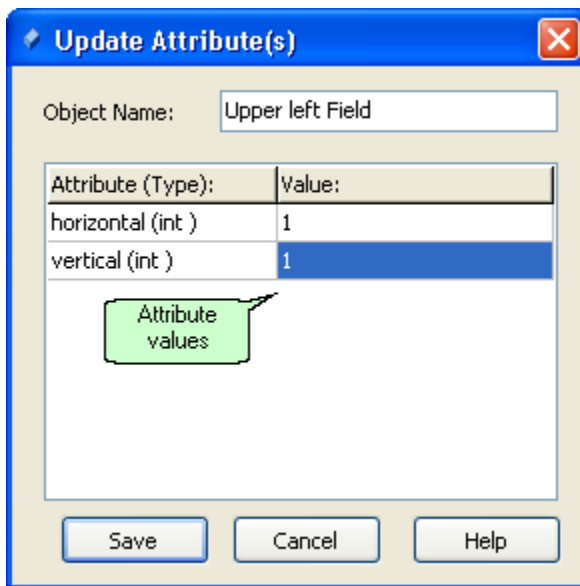 Update Attribute(s)
Object Name: Upper left Field
Attribute (Type): Value:
horizontal (int ) 1
vertical (int ) 1
Attribute
values
Save Cancel Help